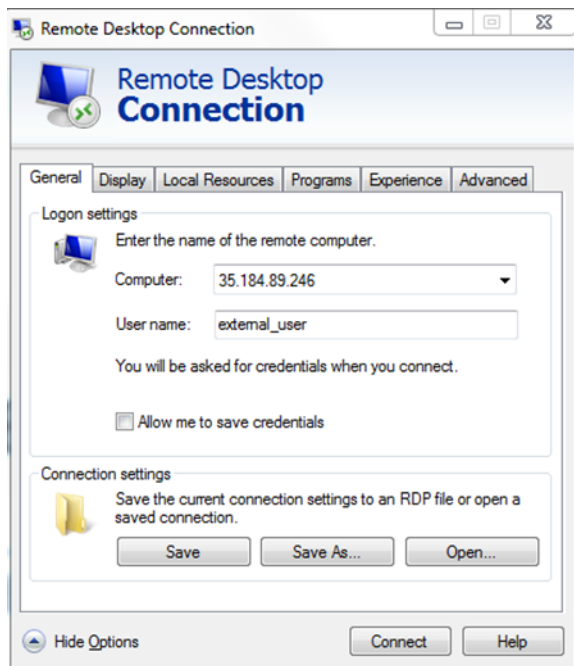 Remote Desktop Connection
Remote Desktop
Connection
General Display Local Resources Programs Experience Advanced
Logon settings
Enter the name of the remote computer.
Computer: 35.184.89.246
User name: external_user
You will be asked for credentials when you connect.
Allow me to save credentials
Connection settings
Save the current connection settings to an RDP file or open a
saved connection.
Save Save As... Open...
Hide Options Connect Help